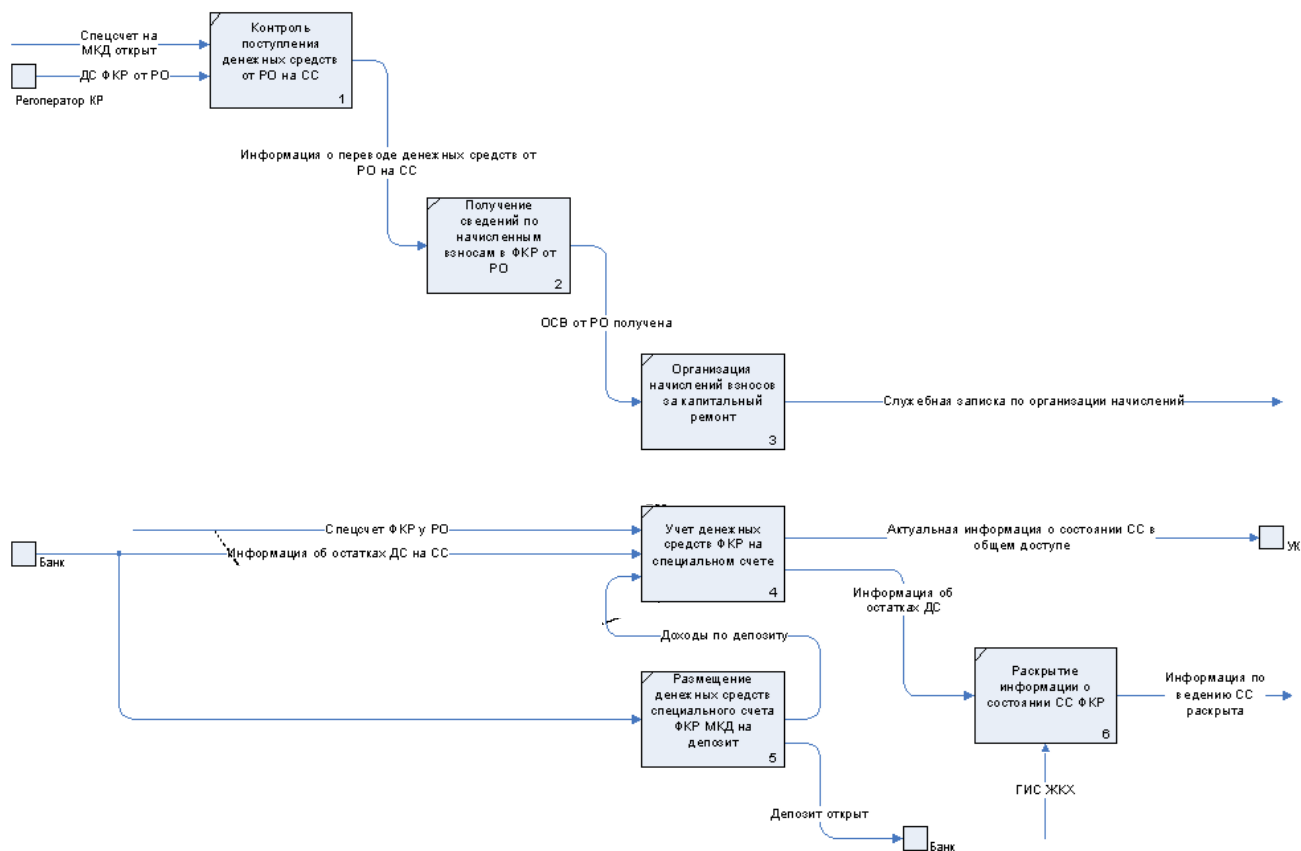 Спецсчет на
МКД открыт
ДС ФКР от РО
Регоператор КР
Контроль
поступления
денежных средств
от РО на СС
1
Информация о переводе денежных средств от
РО на СС
Получение
сведений по
начисленным
взносам в ФКР от
РО
2
ОСВ от РО получена
Организация
начислений взносов
за капитальный
ремонт
3
Служебная записка по организации начислений
Спецсчет ФКР у РО
Информация об остатках ДС на СС
Банк
Учет денежных
средств ФКР на
специальном счете
4
Актуальная информация о состоянии СС в
общем доступе
УК
Информация об
остатках ДС
Доходы по депозиту
Размещение
денежных средств
специального счета
ФКР МКД на
депозит
5
Раскрытие
информации о
состоянии СС ФКР
6
Информация по
ведению СС
раскрыта
ГИС ЖКХ
Депозит открыт
Банк